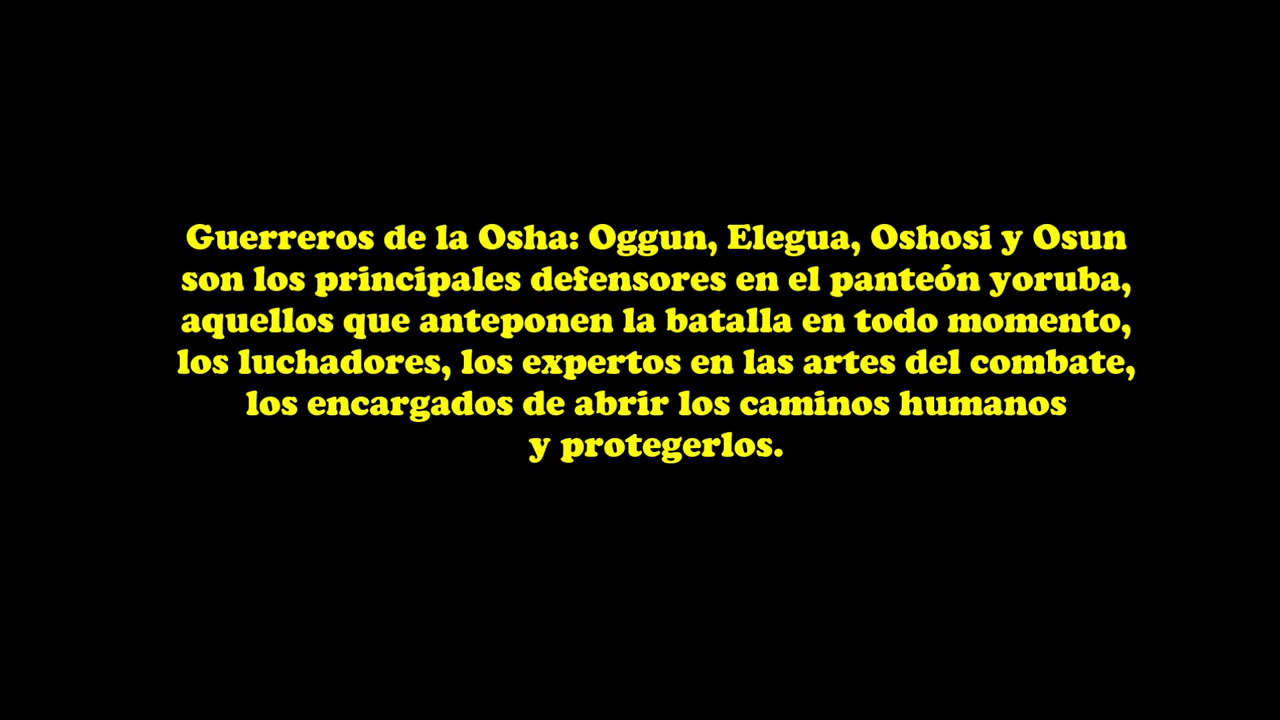 Guerreros de la Osha: Oggun, Elegua, Oshosi y Osun
son los principales defensores en el panteón yoruba,
aquellos que anteponen la batalla en todo momento,
los luchadores, los expertos en las artes del combate,
los encargados de abrir los caminos humanos
y protegerlos.